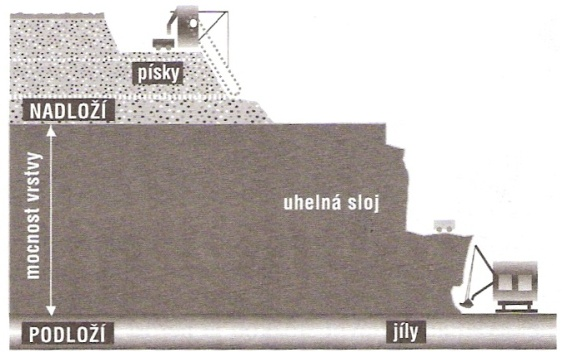 písky
NADLOŽÍ
mocnost vrstvy
uhelná sloj
PODLOŽÍ
jíly